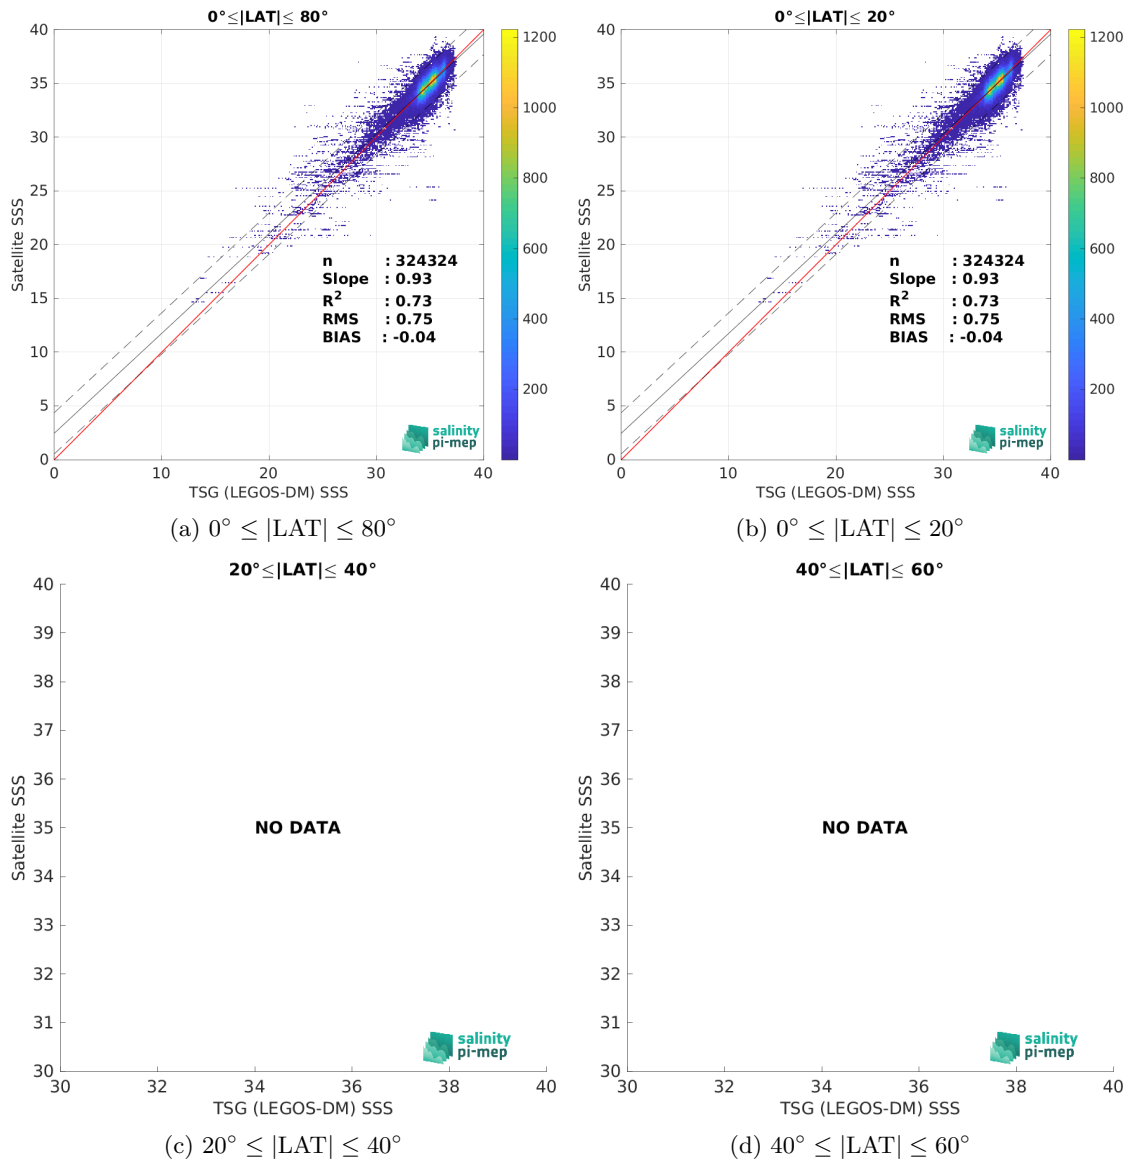 0°≤|LAT|≤ 80°
40
35
30
25
20
15
10
5
0
0
10
20
30
40
Satellite SSS
TSG (LEGOS-DM) SSS
n : 324324
Slope : 0.93
R² : 0.73
RMS : 0.75
BIAS : -0.04
salinity
pi-mep
1200
1000
800
600
400
200
(a) 0° ≤ |LAT| ≤ 80°
0°≤|LAT|≤ 20°
40
35
30
25
20
15
10
5
0
0
10
20
30
40
Satellite SSS
TSG (LEGOS-DM) SSS
n : 324324
Slope : 0.93
R² : 0.73
RMS : 0.75
BIAS : -0.04
salinity
pi-mep
1200
1000
800
600
400
200
(b) 0° ≤ |LAT| ≤ 20°
20°≤|LAT|≤ 40°
40
39
38
37
36
35
34
33
32
31
30
30
32
34
36
38
40
Satellite SSS
NO DATA
salinity
pi-mep
TSG (LEGOS-DM) SSS
(c) 20° ≤ |LAT| ≤ 40°
40°≤|LAT|≤ 60°
40
39
38
37
36
35
34
33
32
31
30
30
32
34
36
38
40
Satellite SSS
NO DATA
salinity
pi-mep
TSG (LEGOS-DM) SSS
(d) 40° ≤ |LAT| ≤ 60°